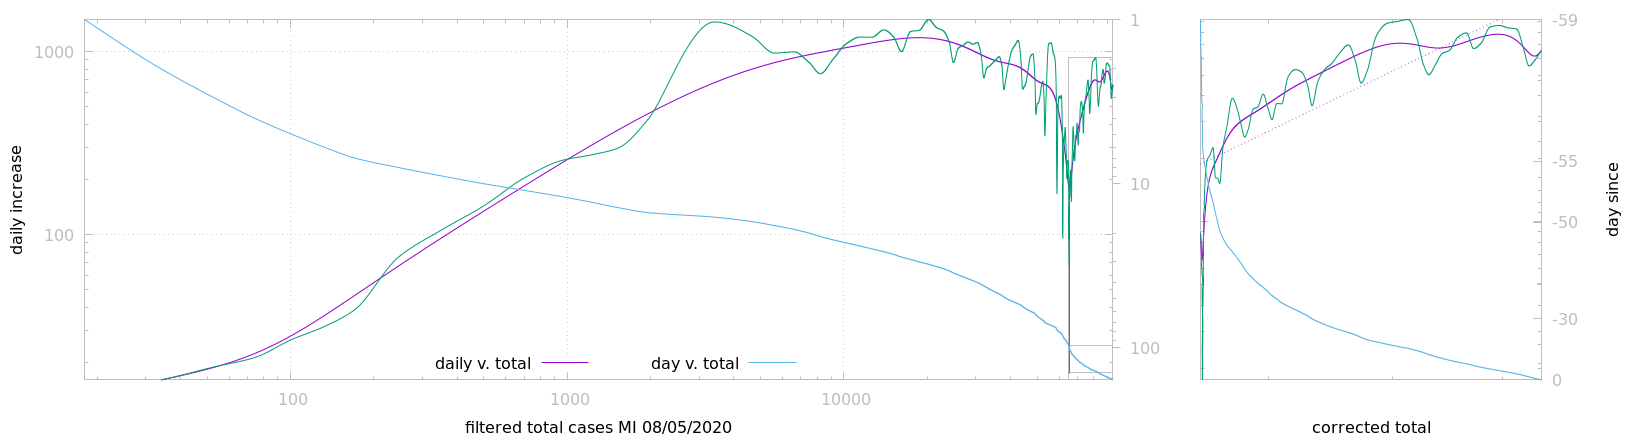 1000
100
daily increase
100
1000
10000
filtered total cases MI 08/05/2020
daily v. total
day v. total
1
10
100
-59
-55
-50
-30
0
day since
corrected total